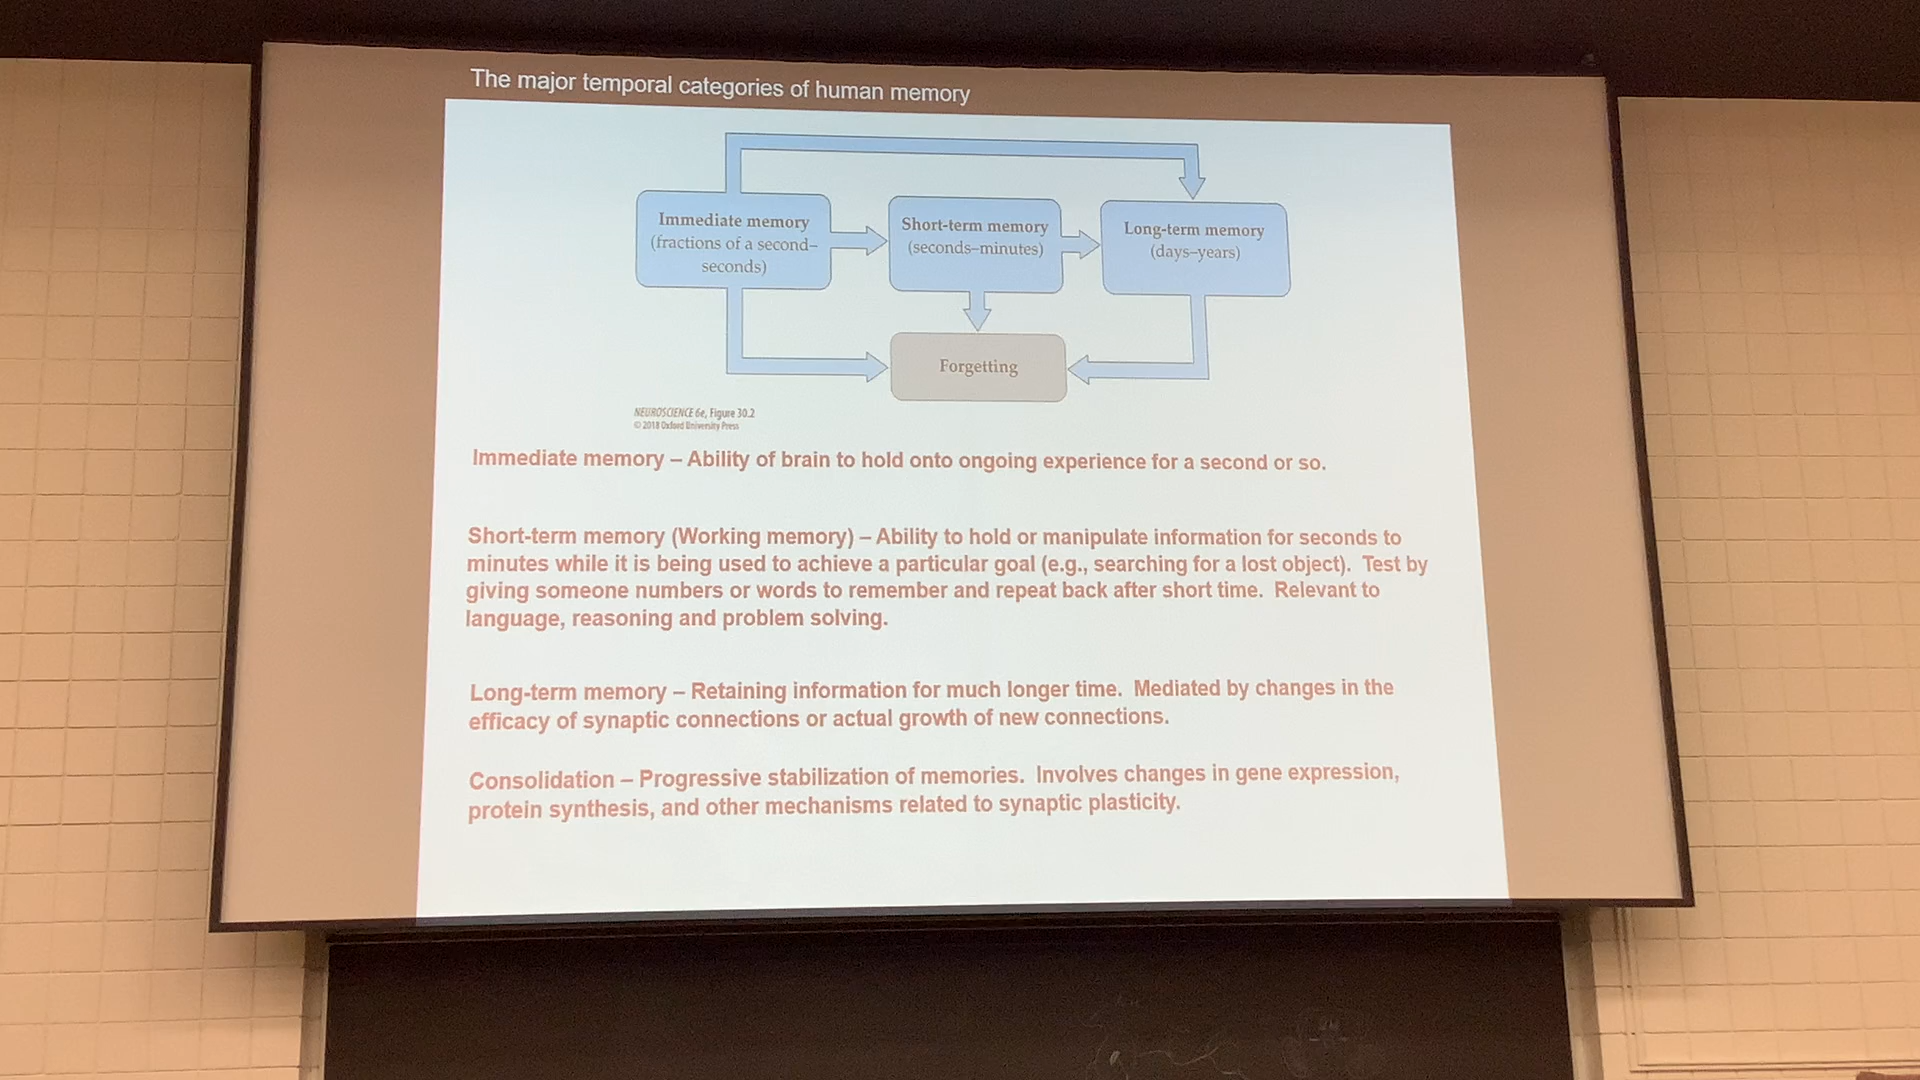 The major temporal categories of human memory
Immediate memory
(fractions of a second–
seconds)
Short-term memory
(seconds–minutes)
Long-term memory
(days–years)
Forgetting
NEUROSCIENCE 6e, Figure 30.2
© 2018 Oxford University Press
Immediate memory – Ability of brain to hold onto ongoing experience for a second or so.
Short-term memory (Working memory) – Ability to hold or manipulate information for seconds to
minutes while it is being used to achieve a particular goal (e.g., searching for a lost object).  Test by
giving someone numbers or words to remember and repeat back after short time.  Relevant to
language, reasoning and problem solving.
Long-term memory – Retaining information for much longer time.  Mediated by changes in the
efficacy of synaptic connections or actual growth of new connections.
Consolidation – Progressive stabilization of memories.  Involves changes in gene expression,
protein synthesis, and other mechanisms related to synaptic plasticity.